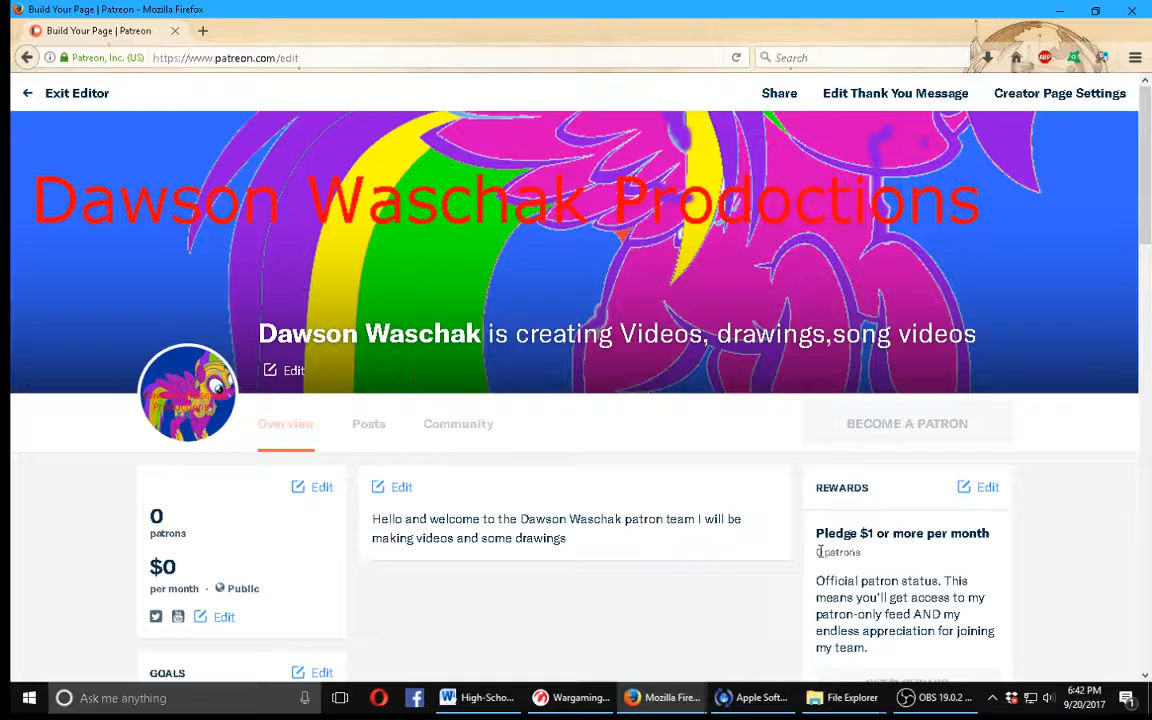 Build Your Page | Patreon - Mozilla Firefox
Build Your Page | Patreon
Patreon, Inc. (US)
https://www.patreon.com/edit
Search
ABP
Exit Editor
Share
Edit Thank You Message
Creator Page Settings
Dawson Waschak Prodoctions
Dawson Waschak is creating Videos, drawings,song videos
Edit
Overview
Posts
Community
BECOME A PATRON
Edit
Edit
REWARDS
Edit
0
patrons
Hello and welcome to the Dawson Waschak patron team I will be
making videos and some drawings
Pledge $1 or more per month
0 patrons
$0
per month · Public
Edit
Official patron status. This
means you'll get access to my
patron-only feed AND my
endless appreciation for joining
my team.
GOALS
Edit
Ask me anything
High-Scho...
Wargaming...
Mozilla Fire...
Apple Soft...
File Explorer
OBS 19.0.2 ...
6:42 PM
9/20/2017
1